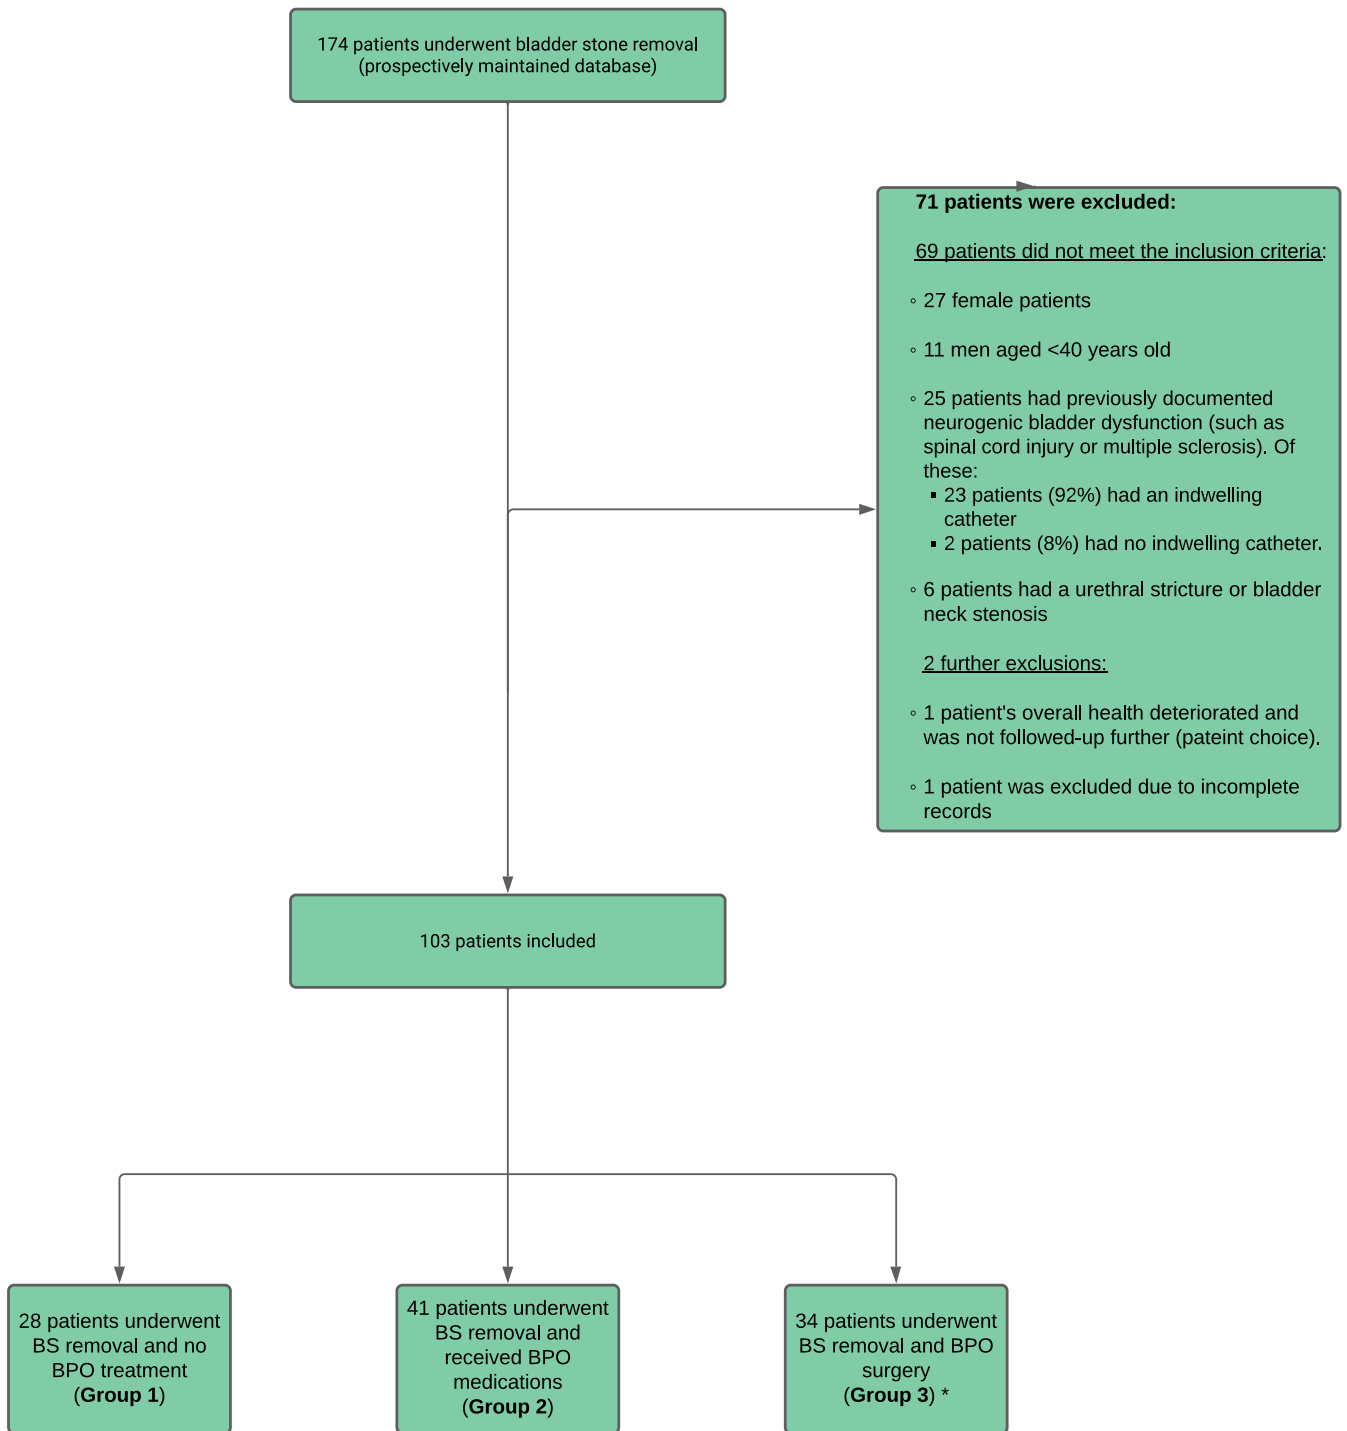 174 patients underwent bladder stone removal
(prospectively maintained database)
71 patients were excluded:
69 patients did not meet the inclusion criteria:
◦ 27 female patients
◦ 11 men aged <40 years old
◦ 25 patients had previously documented
neurogenic bladder dysfunction (such as
spinal cord injury or multiple sclerosis). Of
these:
▪ 23 patients (92%) had an indwelling
catheter
▪ 2 patients (8%) had no indwelling catheter.
◦ 6 patients had a urethral stricture or bladder
neck stenosis
2 further exclusions:
◦ 1 patient's overall health deteriorated and
was not followed-up further (pateint choice).
◦ 1 patient was excluded due to incomplete
records
103 patients included
28 patients underwent
BS removal and no
BPO treatment
(Group 1)
41 patients underwent
BS removal and
received BPO
medications
(Group 2)
34 patients underwent
BS removal and BPO
surgery
(Group 3) *